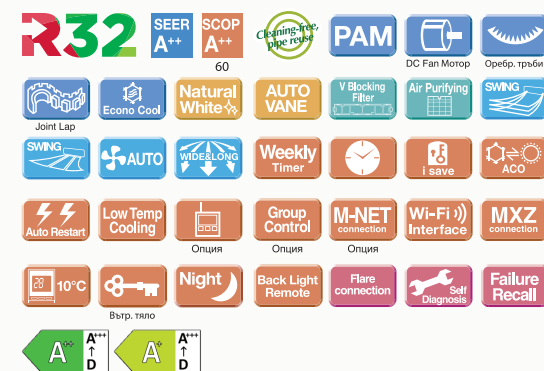 R32
SEER
A++
SCOP
A++
60
Cleaning-free,
pipe reuse
PAM
DC Fan Мотор
Оребр. тръби
Joint Lap
Econo Cool
Natural
White
AUTO
VANE
V Blocking
Filter
Air Purifying
SWING
SWING
AUTO
WIDE&LONG
Weekly
Timer
i save
ACO
Auto Restart
Low Temp
Cooling
Опция
Group
Control
Опция
M-NET
connection
Опция
Wi-Fi
Interface
MXZ
connection
28 10°C
Вътр. тяло
Night
Back Light
Remote
Flare
connection
Self
Diagnosis
Failure
Recall
A++
A+++
↑
D
A+
A+++
↑
D